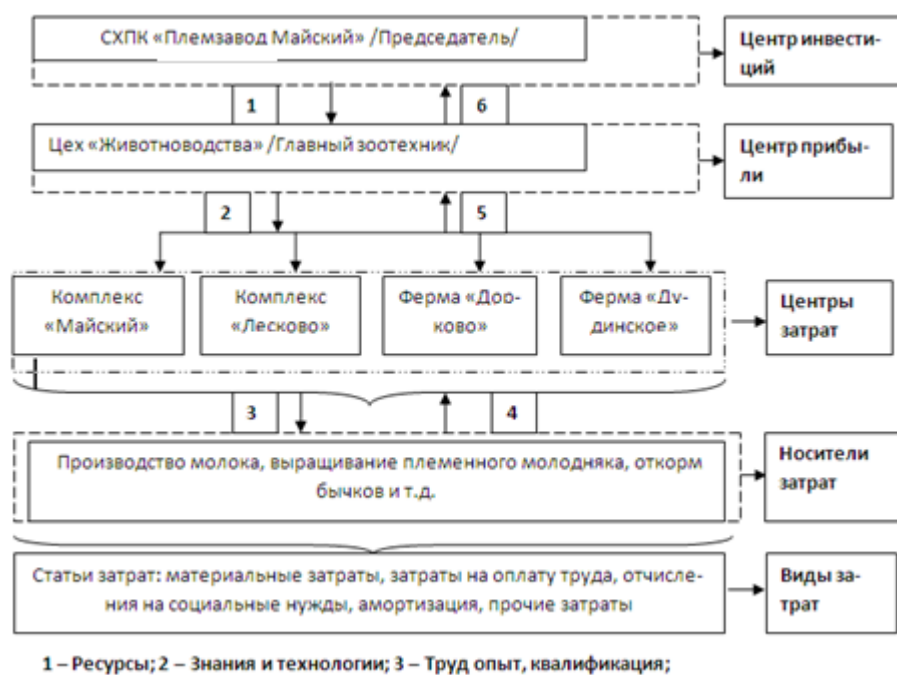 СХПК «Племзавод Майский» /Председатель/
Центр инвести-
ций
1
6
Цех «Животноводства» /Главный зоотехник/
Центр прибы-
ли
2
5
Комплекс
«Майский»
Комплекс
«Лесково»
Ферма «Дор-
ково»
Ферма «Ду-
динское»
Центры
затрат
3
4
Производство молока, выращивание племенного молодняка, откорм
бычков и т.д.
Носители
затрат
Статьи затрат: материальные затраты, затраты на оплату труда, отчисле-
ния на социальные нужды, амортизация, прочие затраты
Виды за-
трат
1 – Ресурсы; 2 – Знания и технологии; 3 – Труд опыт, квалификация;